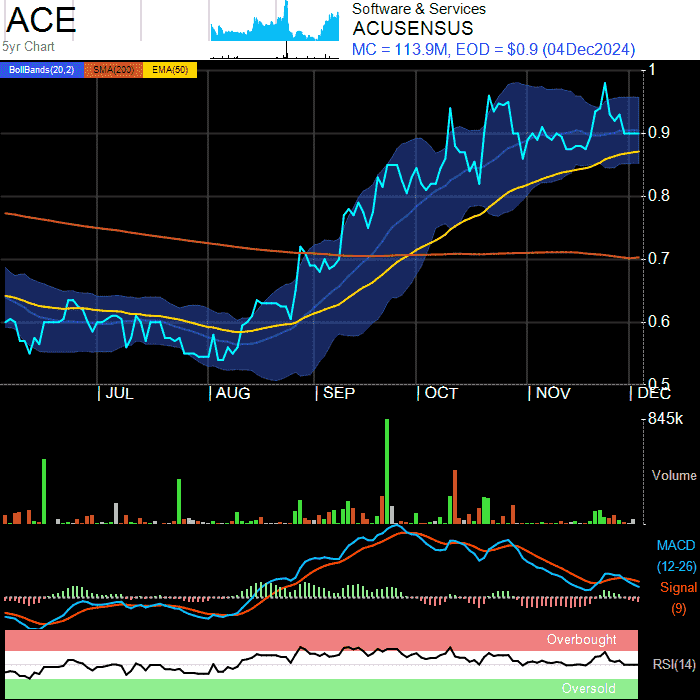 ACE
5yr Chart
Software & Services
ACUSENSUS
MC = 113.9M, EOD = $0.9 (04Dec2024)
BollBands(20,2) SMA(200) EMA(50)
1
0.9
0.8
0.7
0.6
0.5
JUL AUG SEP OCT NOV DEC
845k
Volume
MACD
(12-26)
Signal
(9)
Overbought
RSI(14)
Oversold